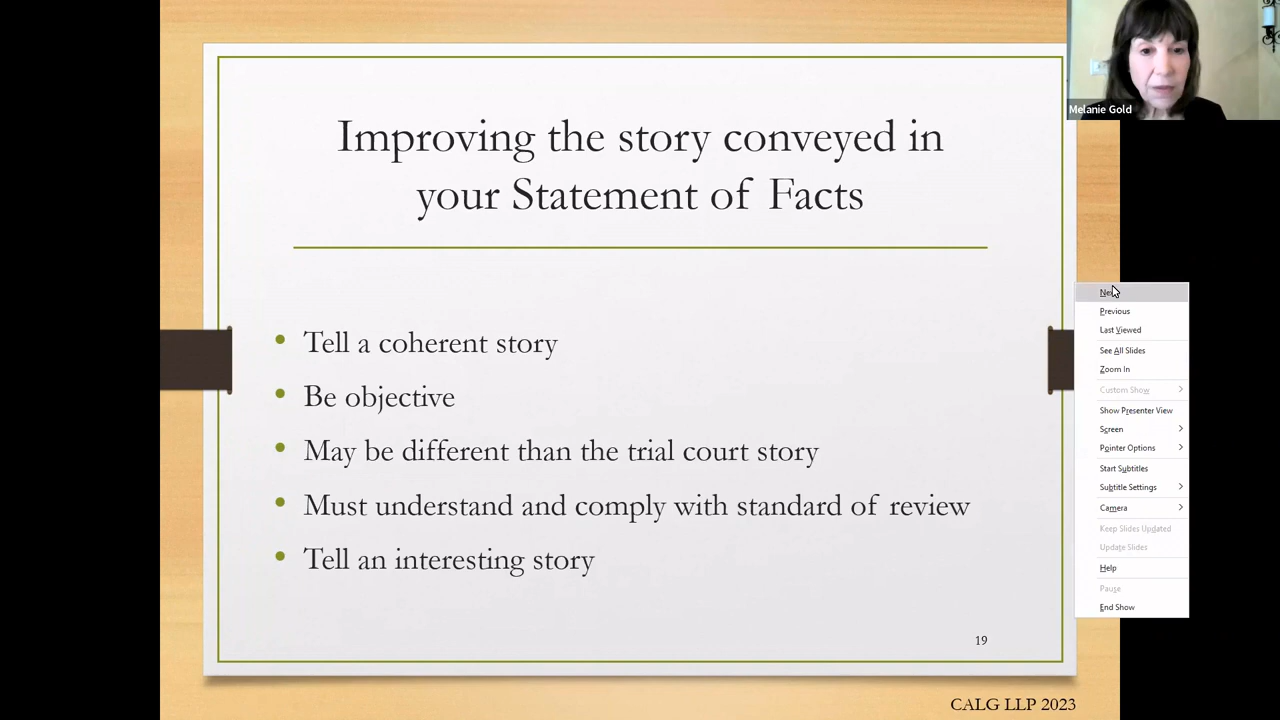 Melanie Gold
Improving the story conveyed in
your Statement of Facts
• Tell a coherent story
• Be objective
• May be different than the trial court story
• Must understand and comply with standard of review
• Tell an interesting story
19
CALG LLP 2023
Previous
Last Viewed
See All Slides
Zoom In
Custom Show
Show Presenter View
Screen
Pointer Options
Start Subtitles
Subtitle Settings
Camera
Keep Slides Updated
Update Slides
Help
Pause
End Show